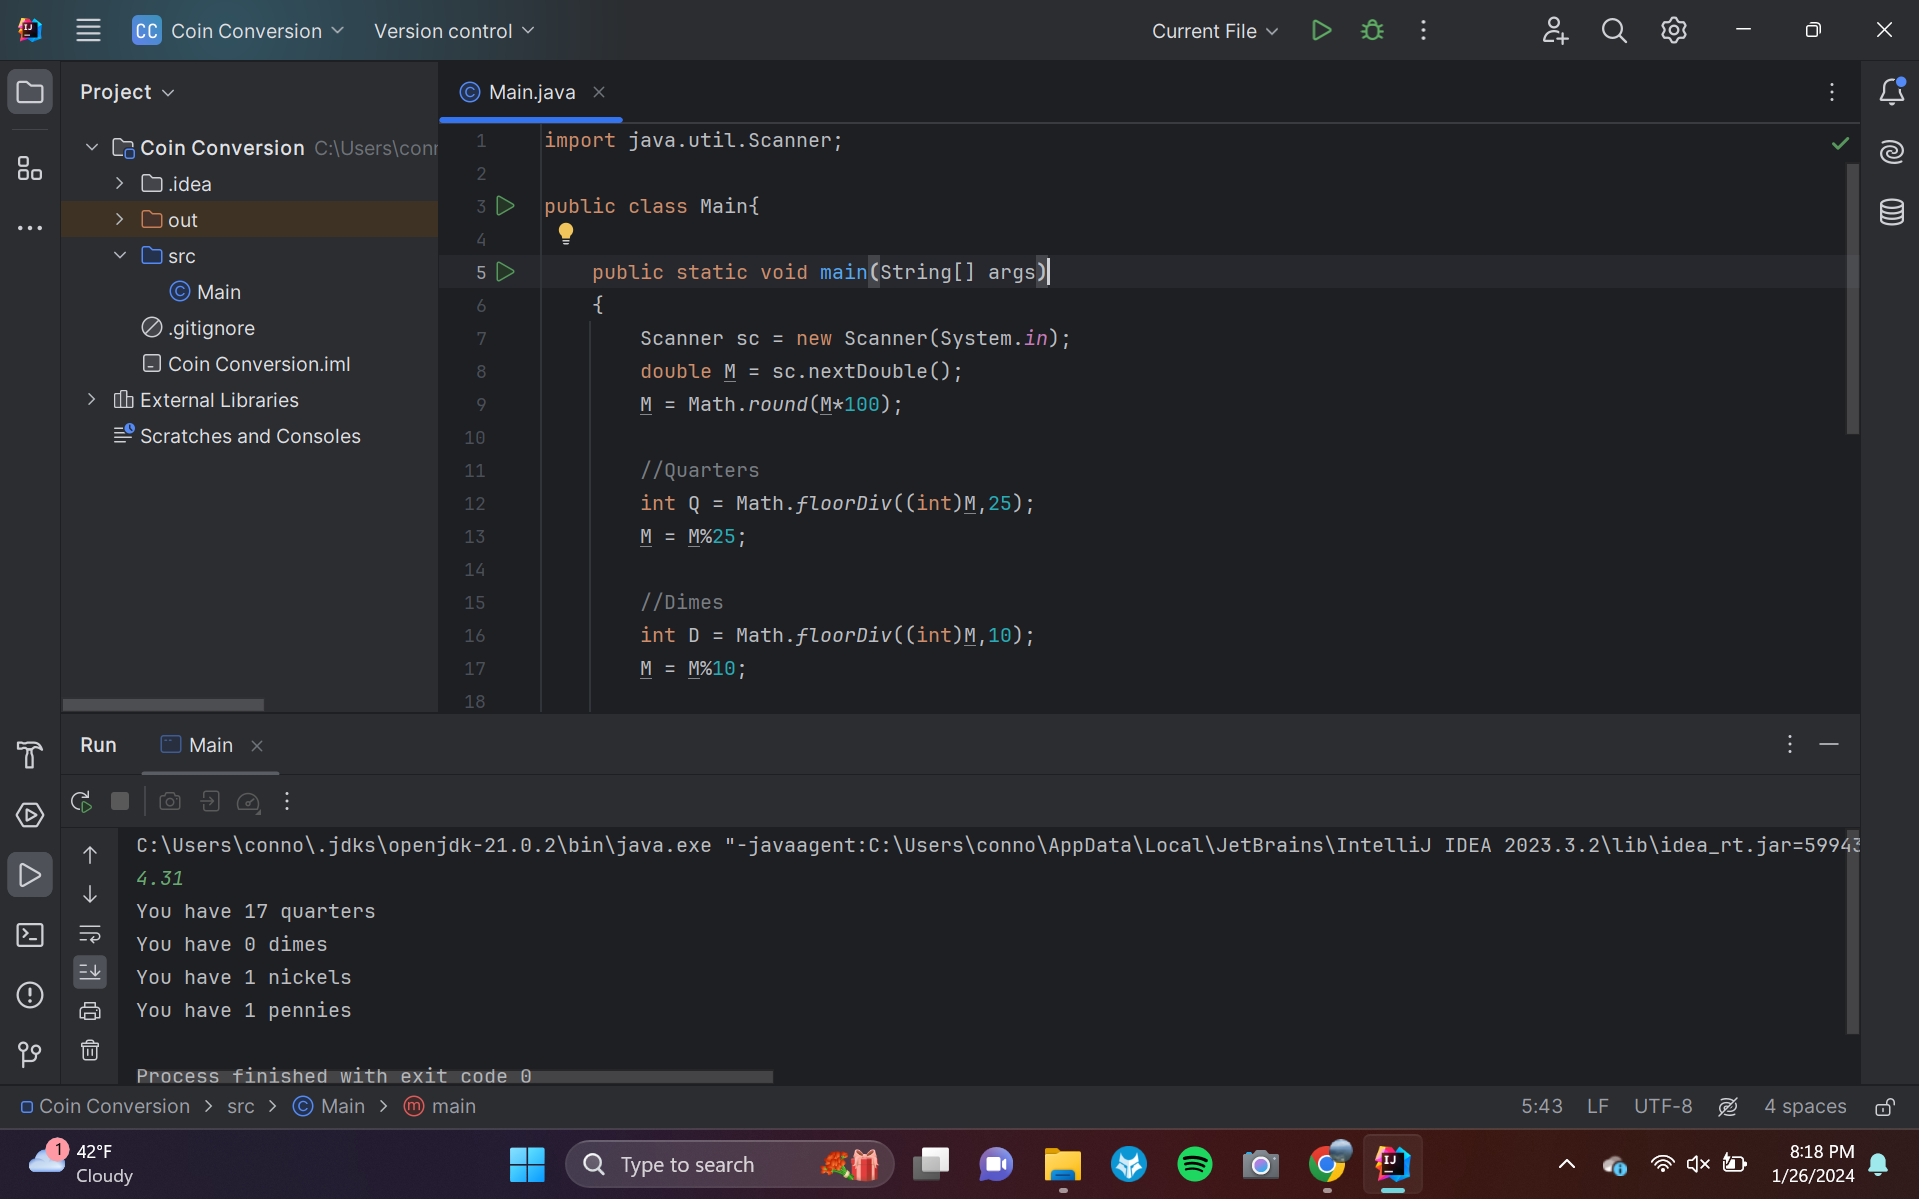 CC Coin Conversion Version control Current File
Project
Main.java
Coin Conversion C:\Users\conn
.idea
out
src
Main
.gitignore
Coin Conversion.iml
External Libraries
Scratches and Consoles
1 import java.util.Scanner;
2
3 public class Main{
4
5 public static void main(String[] args)
6 {
7 Scanner sc = new Scanner(System.in);
8 double M = sc.nextDouble();
9 M = Math.round(M*100);
10
11 //Quarters
12 int Q = Math.floorDiv((int)M,25);
13 M = M%25;
14
15 //Dimes
16 int D = Math.floorDiv((int)M,10);
17 M = M%10;
18
Run Main
C:\Users\conno\.jdks\openjdk-21.0.2\bin\java.exe "-javaagent:C:\Users\conno\AppData\Local\JetBrains\IntelliJ IDEA 2023.3.2\lib\idea_rt.jar=59943
4.31
You have 17 quarters
You have 0 dimes
You have 1 nickels
You have 1 pennies
Process finished with exit code 0
Coin Conversion > src > Main > main 5:43 LF UTF-8 4 spaces
1 42°F
Cloudy
Type to search
8:18 PM
1/26/2024